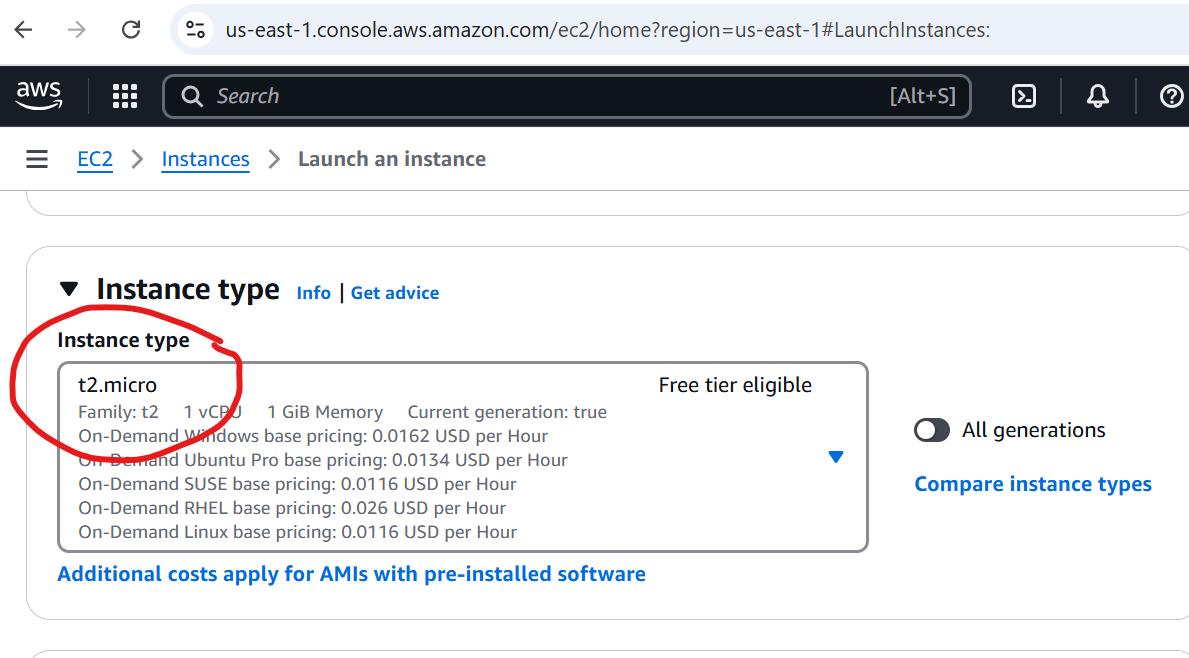 us-east-1.console.aws.amazon.com/ec2/home?region=us-east-1#LaunchInstances:
aws Search [Alt+S]
EC2 > Instances > Launch an instance
Instance type Info | Get advice
Instance type
t2.micro Free tier eligible
Family: t2 1 vCPU 1 GiB Memory Current generation: true
On-Demand Windows base pricing: 0.0162 USD per Hour
On-Demand Ubuntu Pro base pricing: 0.0134 USD per Hour
On-Demand SUSE base pricing: 0.0116 USD per Hour
On-Demand RHEL base pricing: 0.026 USD per Hour
On-Demand Linux base pricing: 0.0116 USD per Hour
All generations
Compare instance types
Additional costs apply for AMIs with pre-installed software